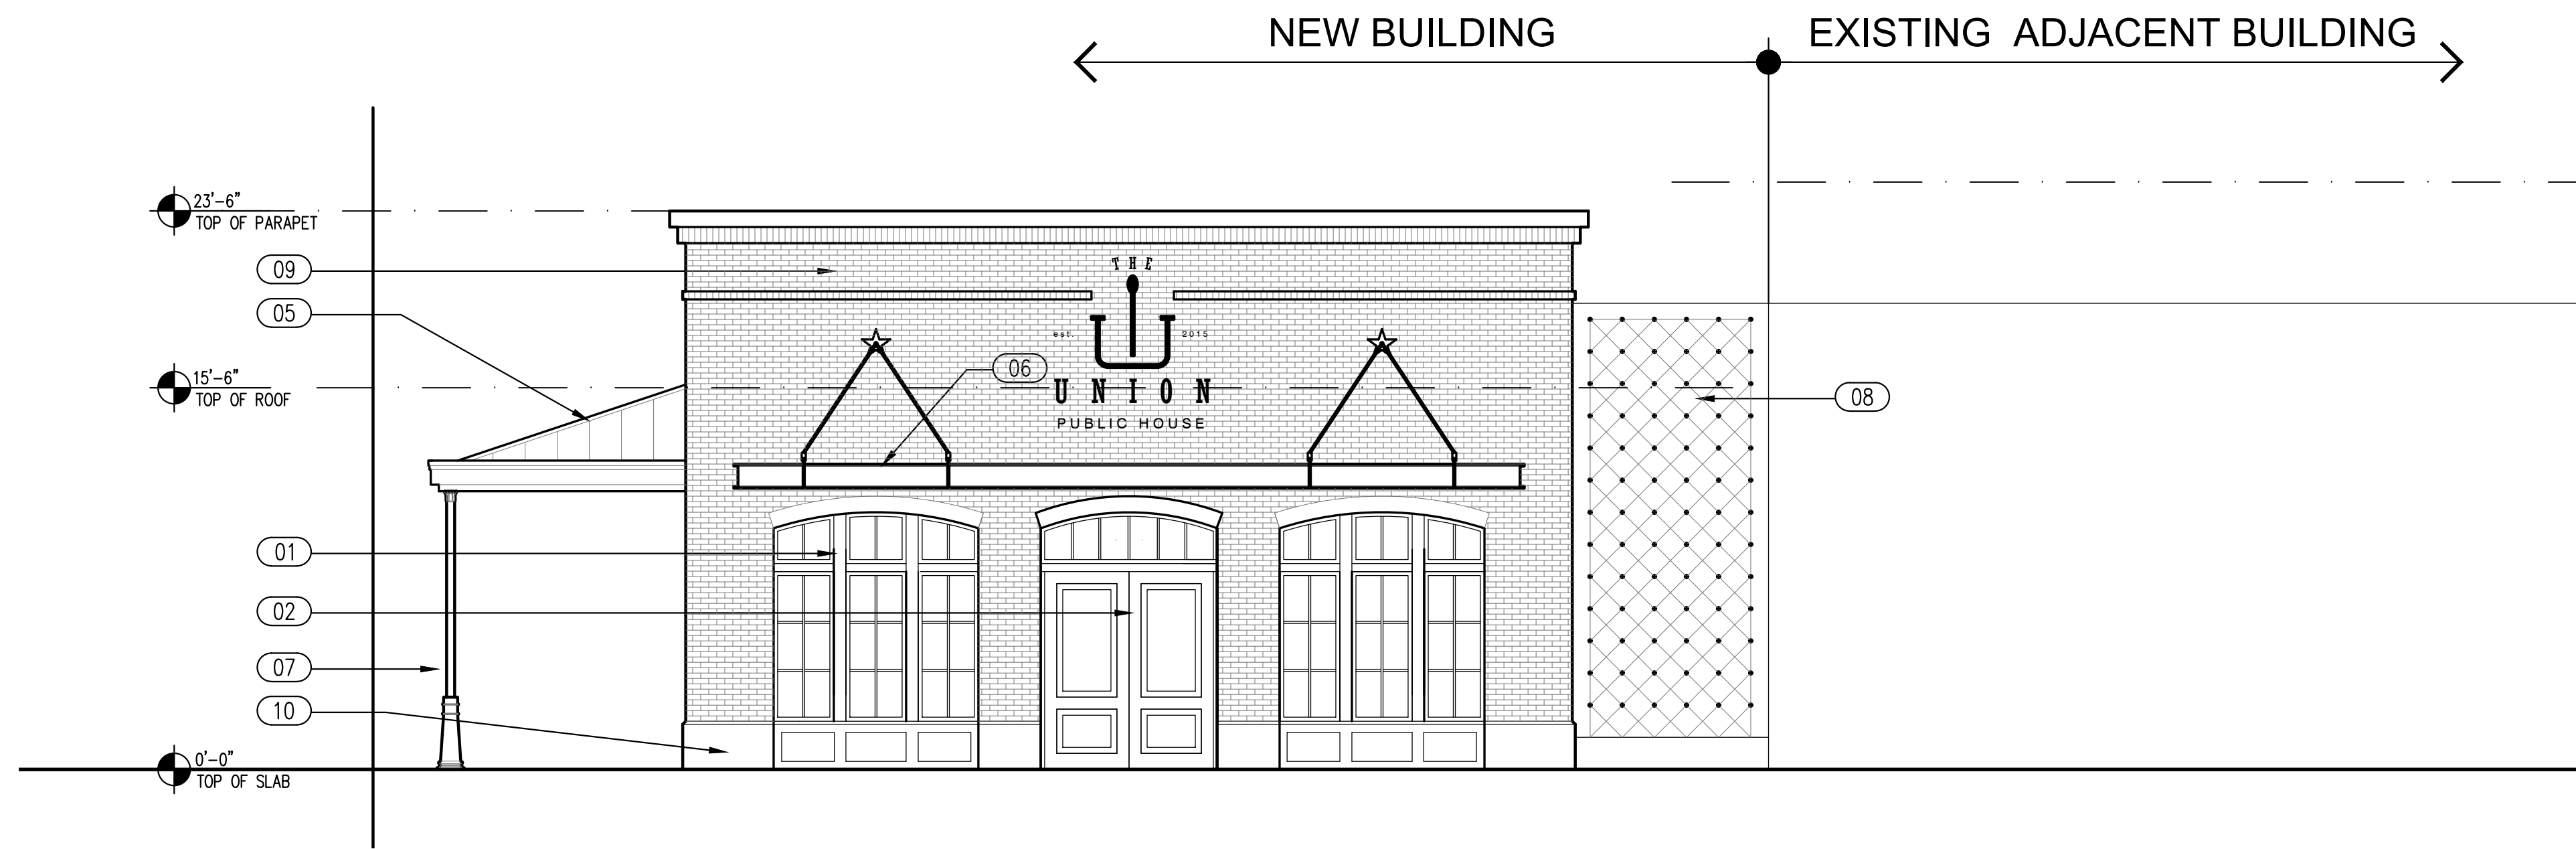 NEW BUILDING
EXISTING ADJACENT BUILDING
23'-6"
TOP OF PARAPET
09
05
15'-6"
TOP OF ROOF
THE
est. 2015
UNION
PUBLIC HOUSE
06
08
01
02
07
10
0'-0"
TOP OF SLAB